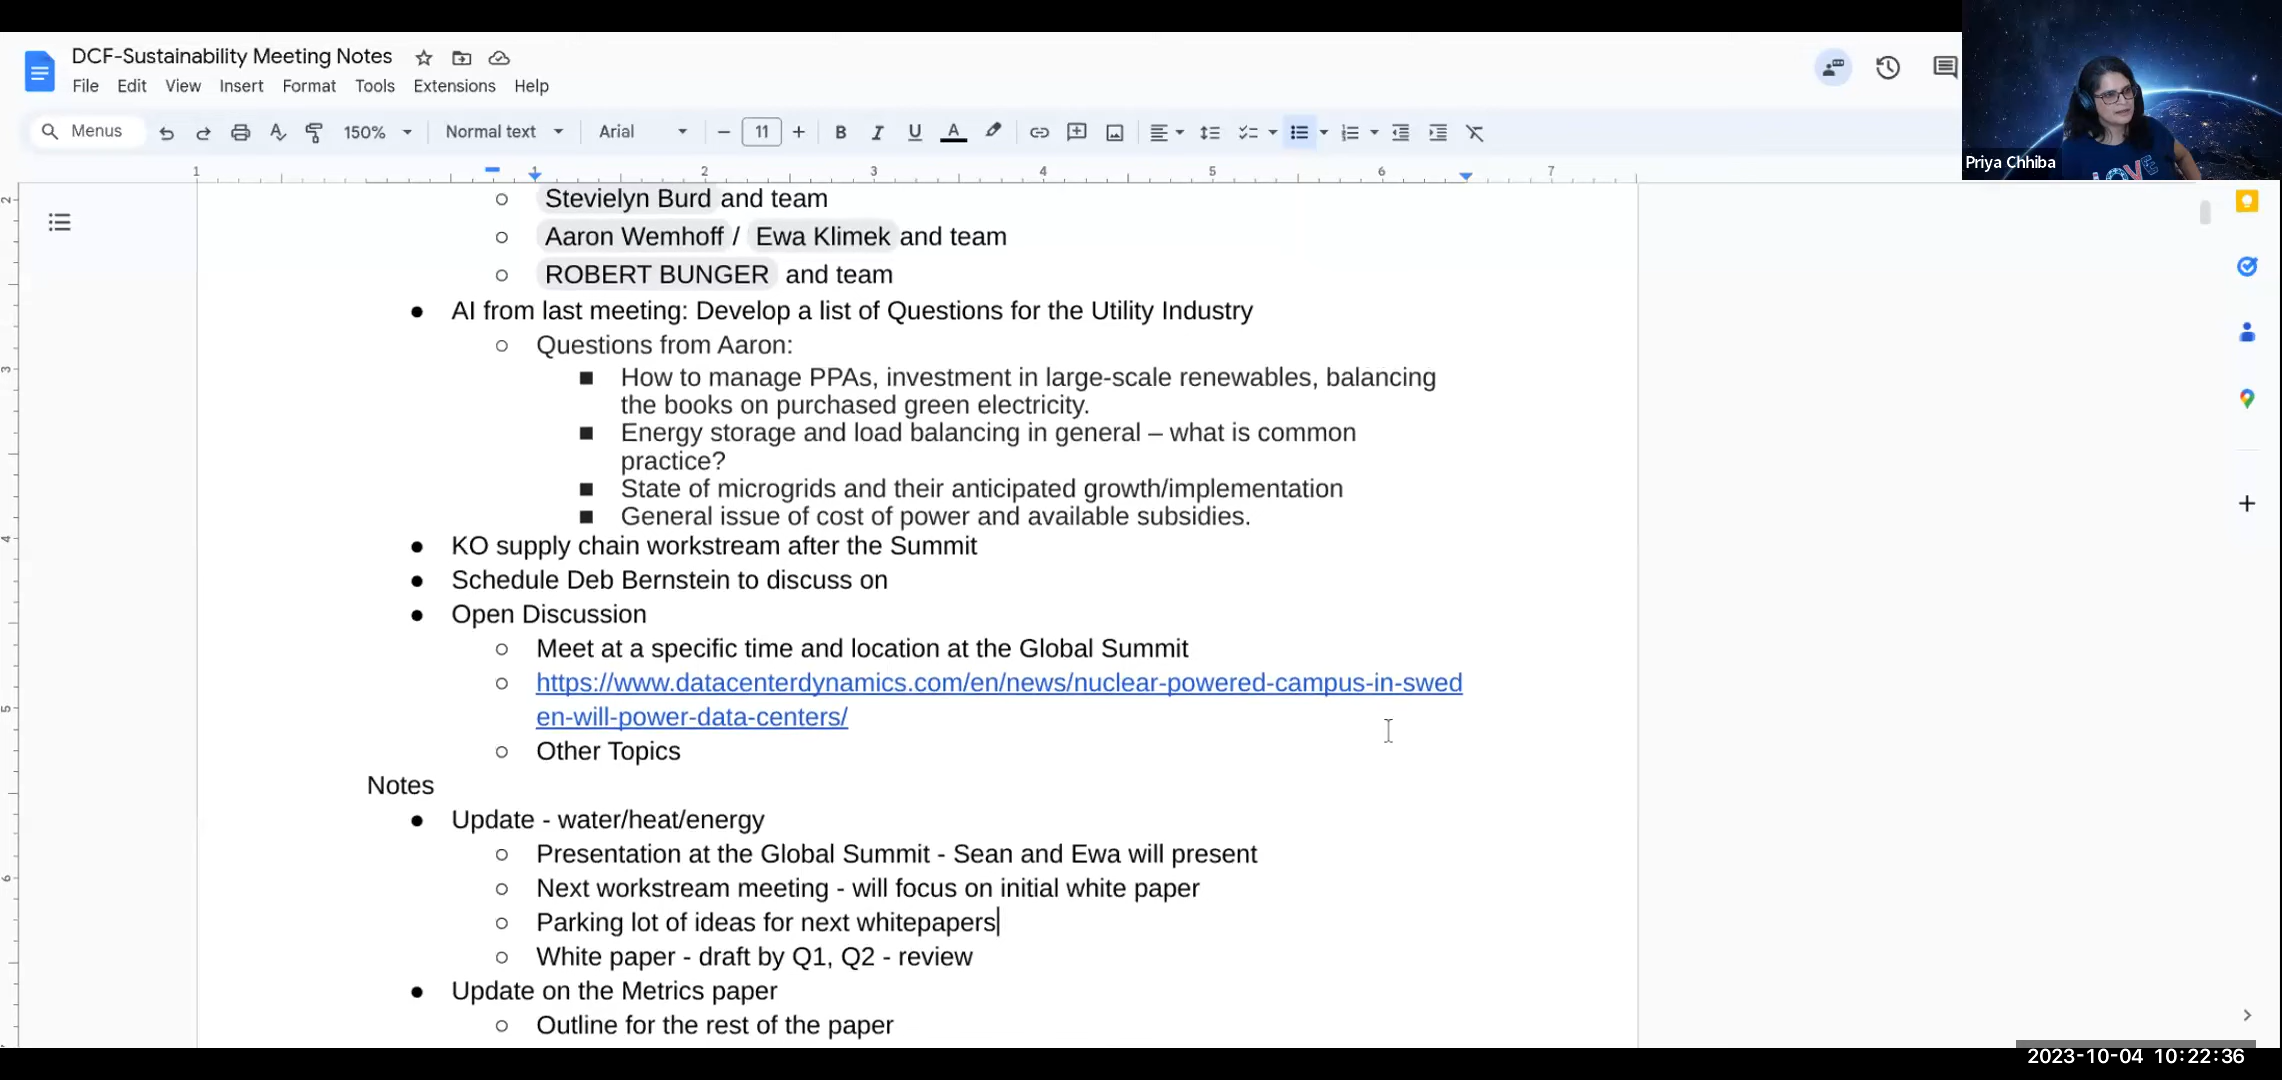 DCF-Sustainability Meeting Notes
File Edit View Insert Format Tools Extensions Help
Menus 150% Normal text Arial 11
1 1 2 3 4 5 6 7
Priya Chhiba
LOVE
Stevielyn Burd and team
Aaron Wemhoff / Ewa Klimek and team
ROBERT BUNGER and team
AI from last meeting: Develop a list of Questions for the Utility Industry
Questions from Aaron:
How to manage PPAs, investment in large-scale renewables, balancing
the books on purchased green electricity.
Energy storage and load balancing in general – what is common
practice?
State of microgrids and their anticipated growth/implementation
General issue of cost of power and available subsidies.
KO supply chain workstream after the Summit
Schedule Deb Bernstein to discuss on
Open Discussion
Meet at a specific time and location at the Global Summit
https://www.datacenterdynamics.com/en/news/nuclear-powered-campus-in-swed
en-will-power-data-centers/
Other Topics
Notes
Update - water/heat/energy
Presentation at the Global Summit - Sean and Ewa will present
Next workstream meeting - will focus on initial white paper
Parking lot of ideas for next whitepapers
White paper - draft by Q1, Q2 - review
Update on the Metrics paper
Outline for the rest of the paper
2023-10-04 10:22:36